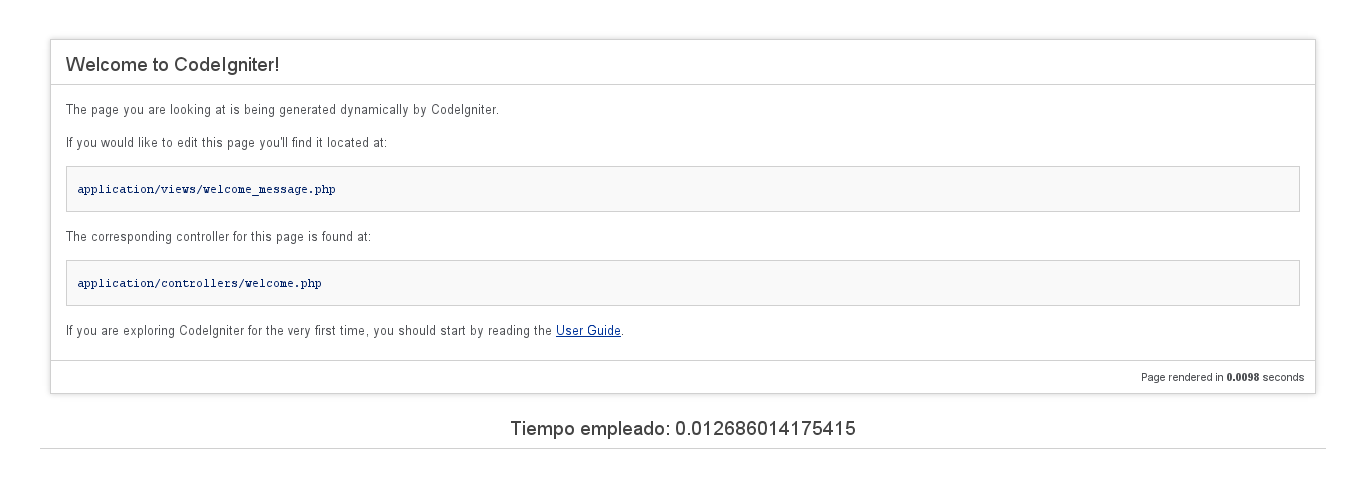 Welcome to CodeIgniter!
The page you are looking at is being generated dynamically by CodeIgniter.
If you would like to edit this page you'll find it located at:
application/views/welcome_message.php
The corresponding controller for this page is found at:
application/controllers/welcome.php
If you are exploring CodeIgniter for the very first time, you should start by reading the User Guide.
Page rendered in 0.0098 seconds
Tiempo empleado: 0.012686014175415